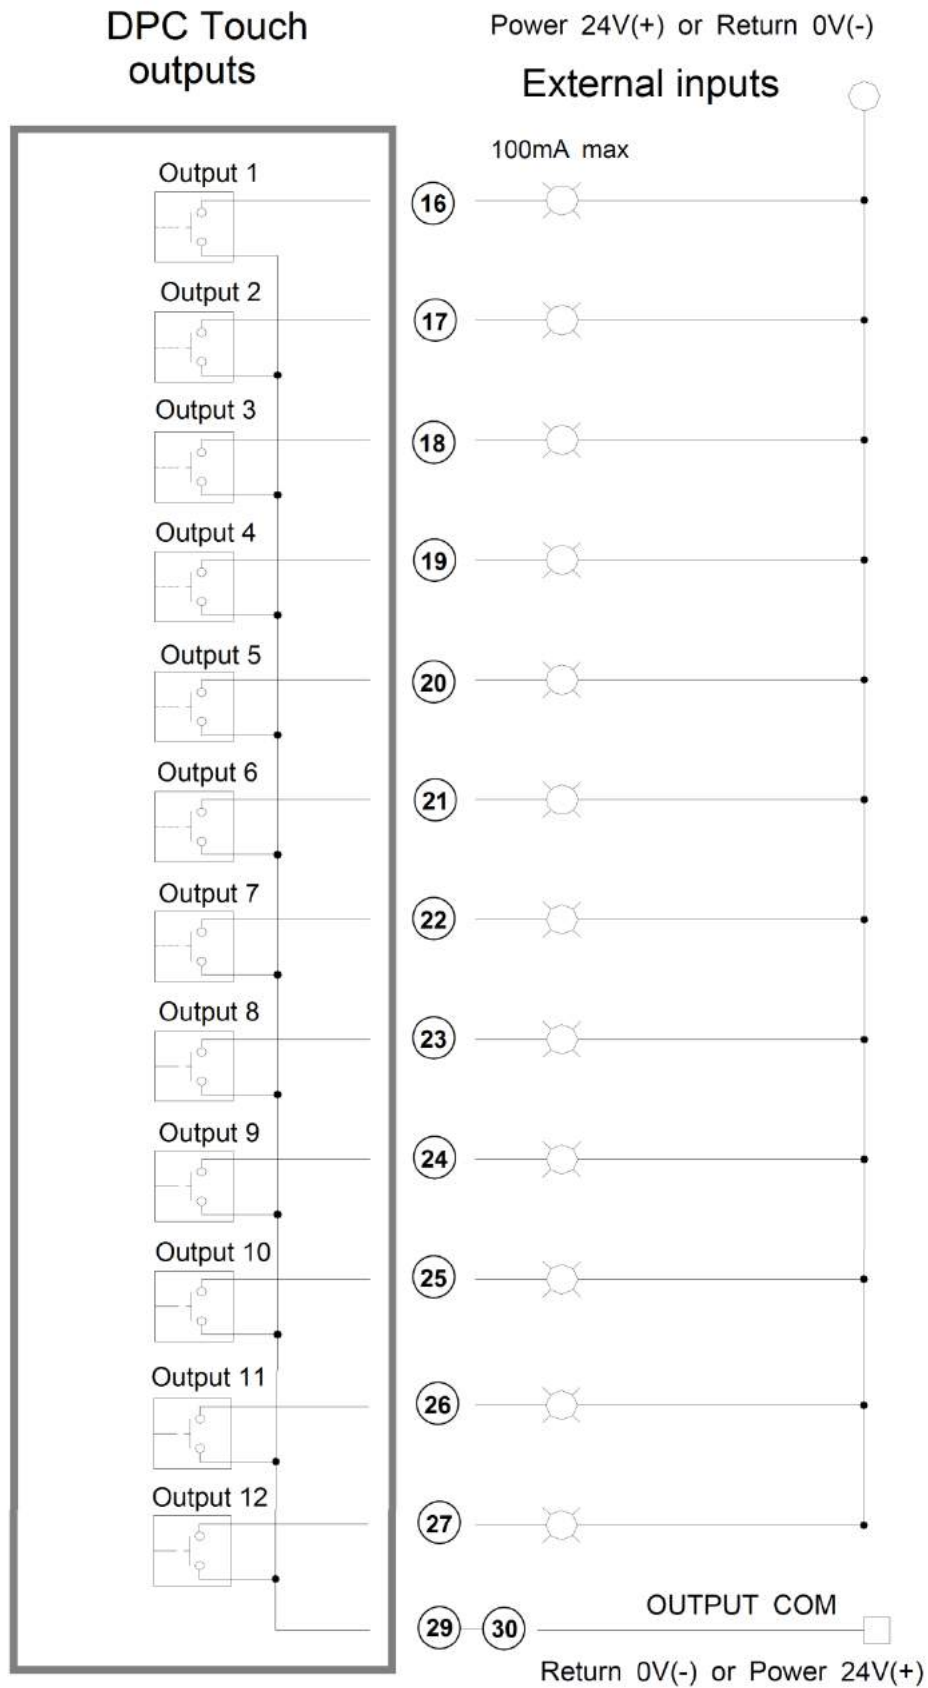 DPC Touch
outputs
Power 24V(+) or Return 0V(-)
External inputs
100mA max
Output 1
16
Output 2
17
Output 3
18
Output 4
19
Output 5
20
Output 6
21
Output 7
22
Output 8
23
Output 9
24
Output 10
25
Output 11
26
Output 12
27
29 30 OUTPUT COM
Return 0V(-) or Power 24V(+)